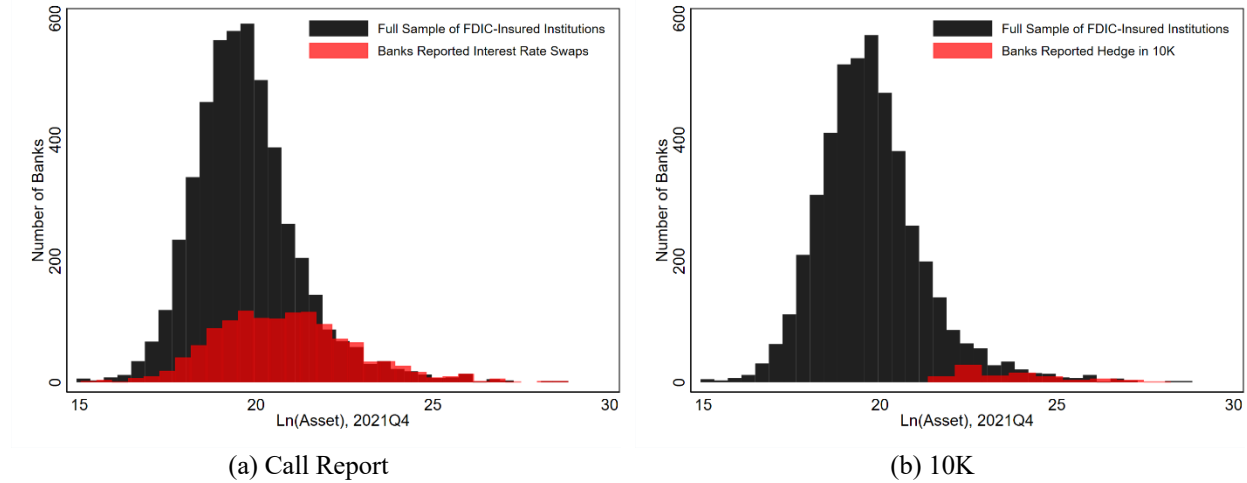 Full Sample of FDIC-Insured Institutions
Banks Reported Interest Rate Swaps
Number of Banks
600
400
200
0
15
20
25
30
Ln(Asset), 2021Q4
(a) Call Report
Full Sample of FDIC-Insured Institutions
Banks Reported Hedge in 10K
Number of Banks
600
400
200
0
15
20
25
30
Ln(Asset), 2021Q4
(b) 10K